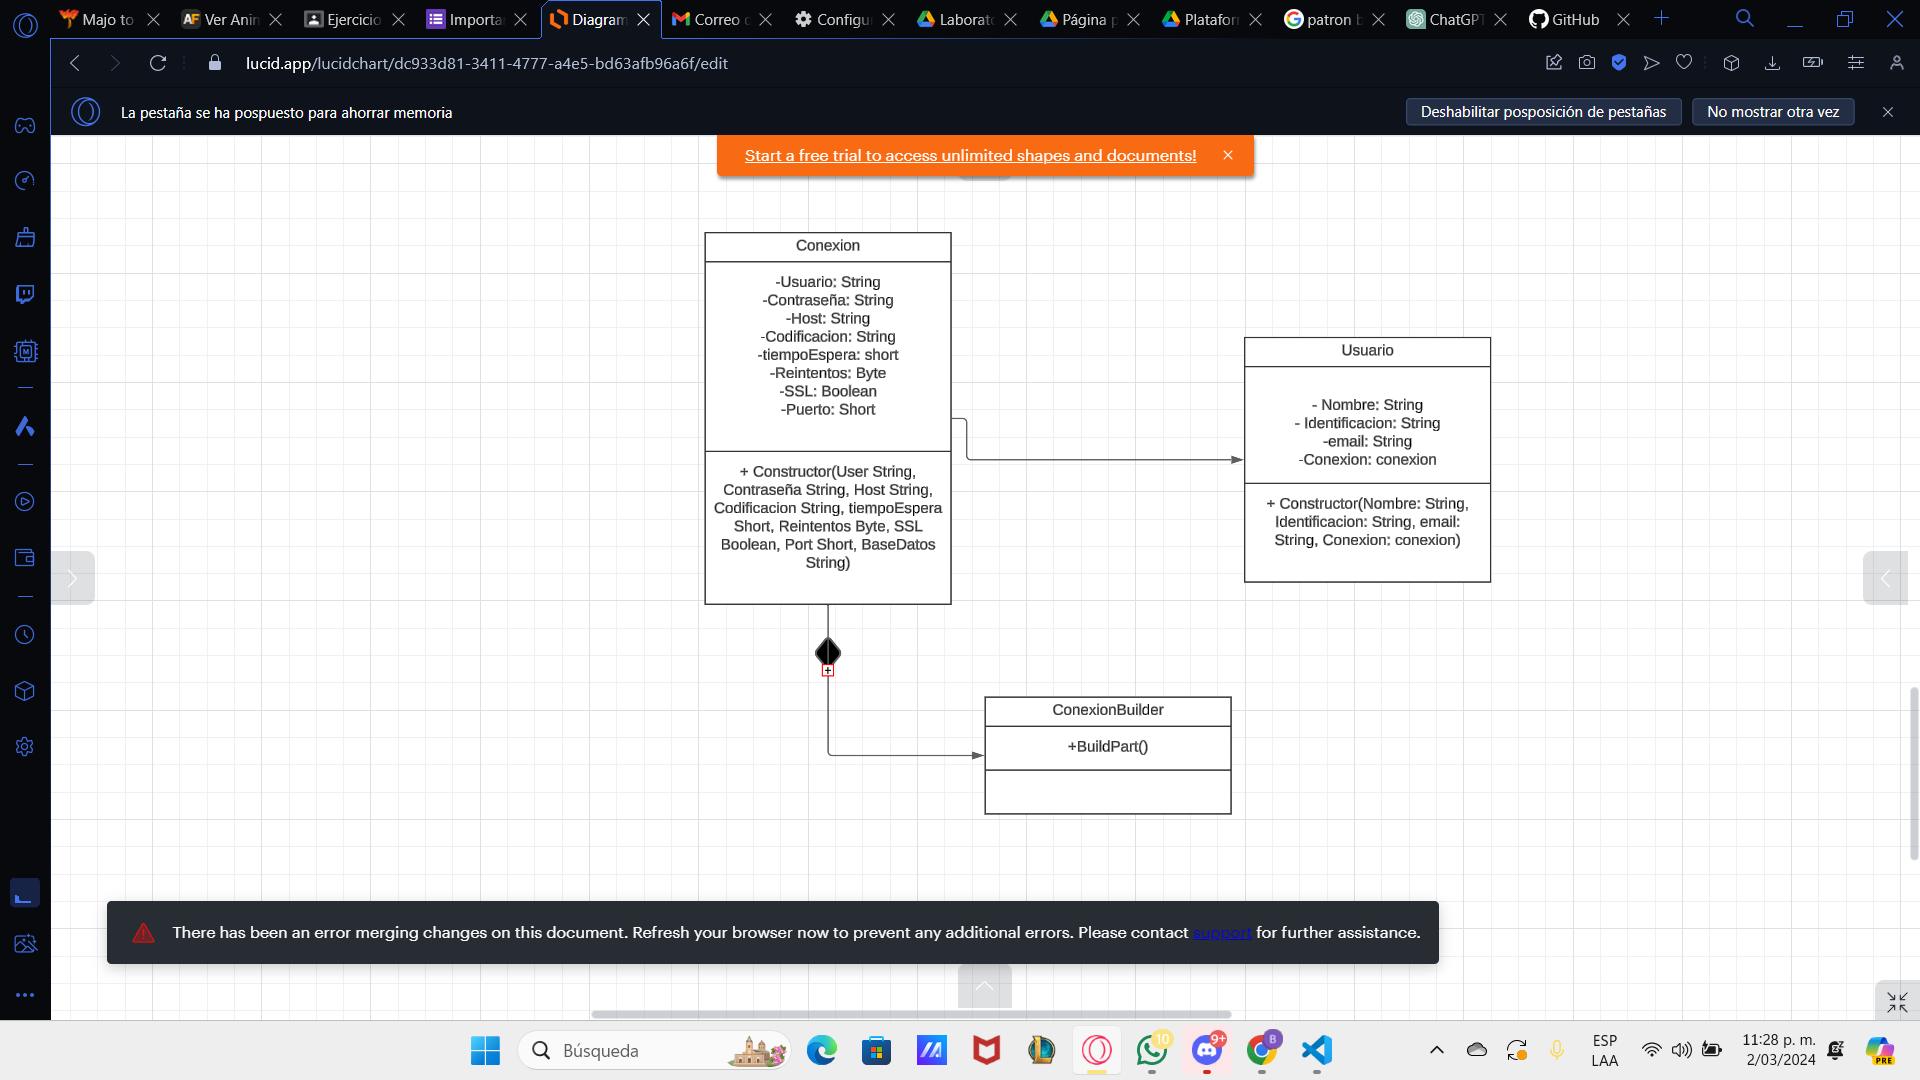 Majo to
AF Ver Anin
Ejercicio
Importa
Diagram
Correo d
Configu
Laborat
Página p
Platafor
patron b
ChatGPT
GitHub
lucid.app/lucidchart/dc933d81-3411-4777-a4e5-bd63afb96a6f/edit
La pestaña se ha pospuesto para ahorrar memoria
Deshabilitar posposición de pestañas
No mostrar otra vez
Start a free trial to access unlimited shapes and documents!
Conexion
-Usuario: String
-Contraseña: String
-Host: String
-Codificacion: String
-tiempoEspera: short
-Reintentos: Byte
-SSL: Boolean
-Puerto: Short
+ Constructor(User String,
Contraseña String, Host String,
Codificacion String, tiempoEspera
Short, Reintentos Byte, SSL
Boolean, Port Short, BaseDatos
String)
Usuario
- Nombre: String
- Identificacion: String
-email: String
-Conexion: conexion
+ Constructor(Nombre: String,
Identificacion: String, email:
String, Conexion: conexion)
+
ConexionBuilder
+BuildPart()
There has been an error merging changes on this document. Refresh your browser now to prevent any additional errors. Please contact support for further assistance.
Búsqueda
10
9+
B
ESP
LAA
11:28 p. m.
2/03/2024
PRE